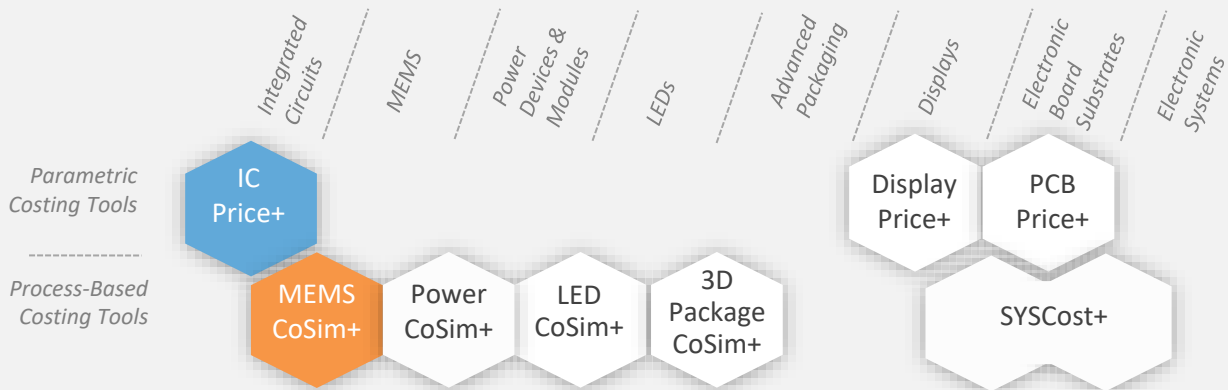 Integrated
Circuits
MEMS
Power
Devices &
Modules
LEDs
Advanced
Packaging
Displays
Electronic
Board
Substrates
Electronic
Systems
Parametric
Costing Tools
IC
Price+
Display
Price+
PCB
Price+
Process-Based
Costing Tools
MEMS
CoSim+
Power
CoSim+
LED
CoSim+
3D
Package
CoSim+
SYSCost+